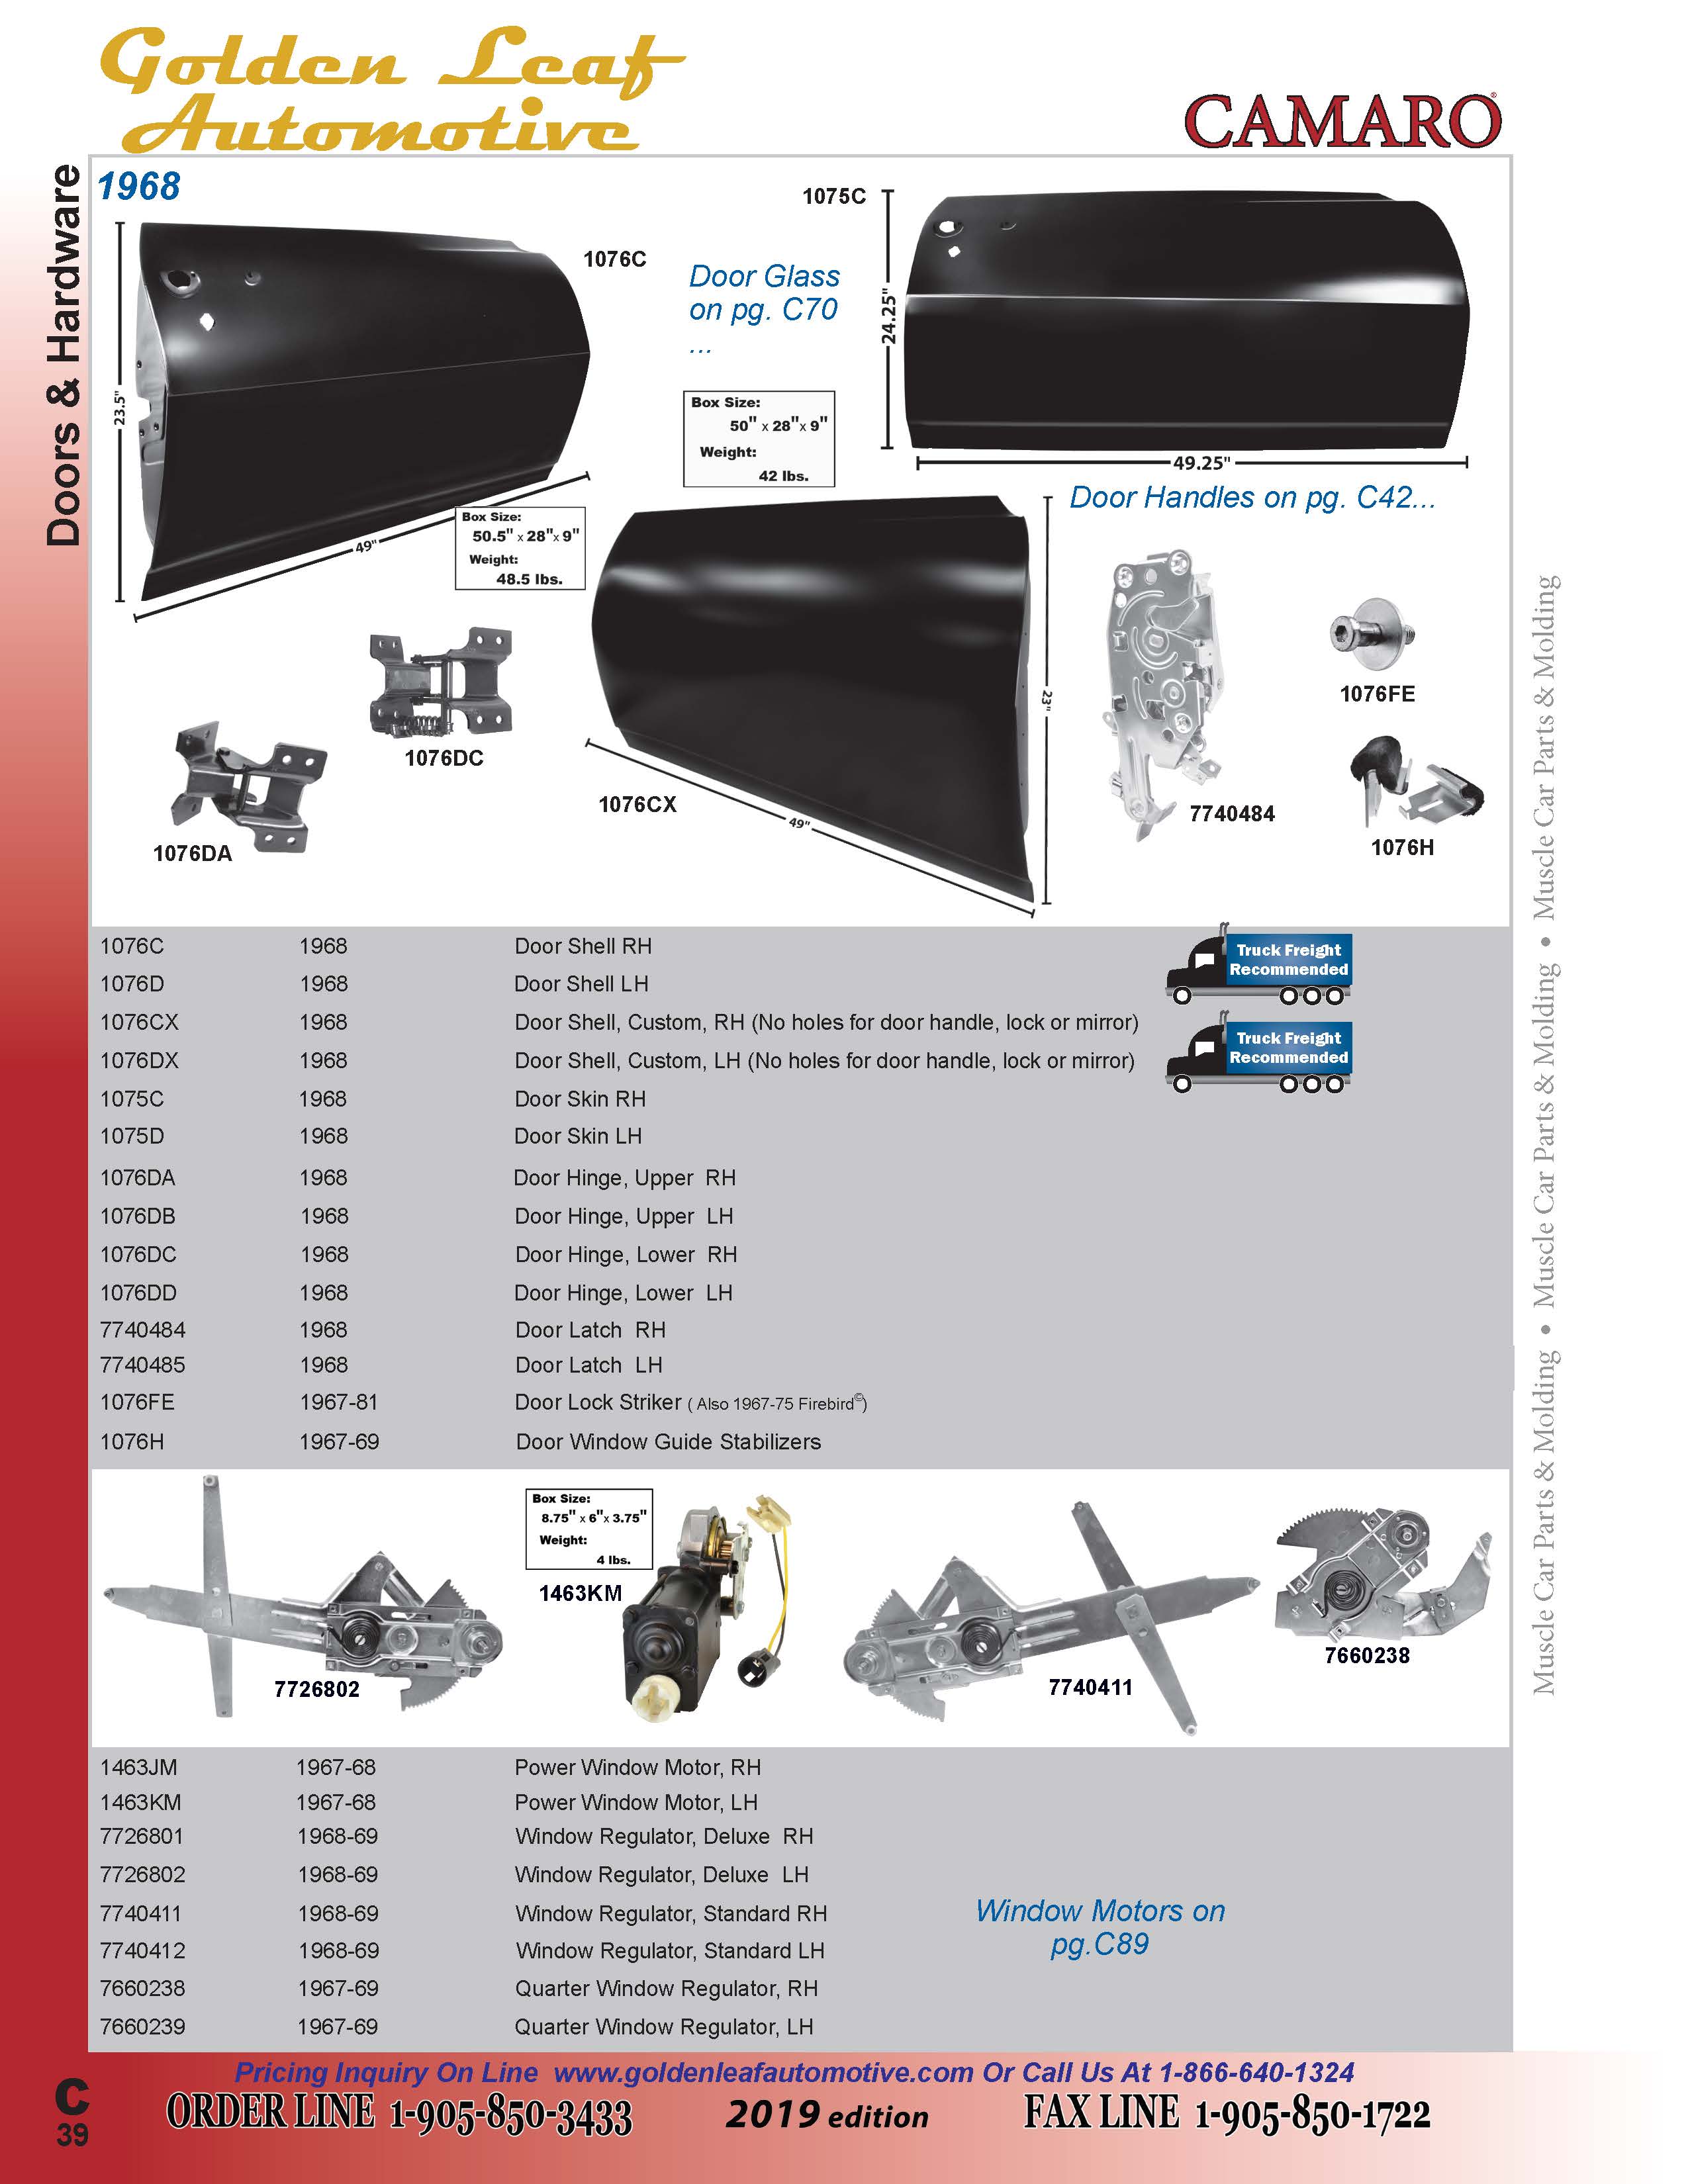 Golden Leaf
Automotive
CAMARO®
Doors & Hardware
1968
1076C
23.5"
49"
Box Size:
50.5" x 28"x 9"
Weight:
48.5 lbs.
Door Glass
on pg. C70
...
1075C
24.25"
49.25"
Box Size:
50" x 28"x 9"
Weight:
42 lbs.
Door Handles on pg. C42...
1076DC
1076DA
1076CX
49"
23"
7740484
1076FE
1076H
1076C 1968 Door Shell RH
1076D 1968 Door Shell LH
1076CX 1968 Door Shell, Custom, RH (No holes for door handle, lock or mirror)
1076DX 1968 Door Shell, Custom, LH (No holes for door handle, lock or mirror)
1075C 1968 Door Skin RH
1075D 1968 Door Skin LH
1076DA 1968 Door Hinge, Upper RH
1076DB 1968 Door Hinge, Upper LH
1076DC 1968 Door Hinge, Lower RH
1076DD 1968 Door Hinge, Lower LH
7740484 1968 Door Latch RH
7740485 1968 Door Latch LH
1076FE 1967-81 Door Lock Striker ( Also 1967-75 Firebird©)
1076H 1967-69 Door Window Guide Stabilizers
Truck Freight
Recommended
Truck Freight
Recommended
7726802
Box Size:
8.75" x 6"x 3.75"
Weight:
4 lbs.
1463KM
7740411
7660238
1463JM 1967-68 Power Window Motor, RH
1463KM 1967-68 Power Window Motor, LH
7726801 1968-69 Window Regulator, Deluxe RH
7726802 1968-69 Window Regulator, Deluxe LH
7740411 1968-69 Window Regulator, Standard RH
7740412 1968-69 Window Regulator, Standard LH
7660238 1967-69 Quarter Window Regulator, RH
7660239 1967-69 Quarter Window Regulator, LH
Window Motors on
pg.C89
Muscle Car Parts & Molding • Muscle Car Parts & Molding • Muscle Car Parts & Molding
Pricing Inquiry On Line www.goldenleafautomotive.com Or Call Us At 1-866-640-1324
C
39
ORDER LINE 1-905-850-3433
2019 edition
FAX LINE 1-905-850-1722